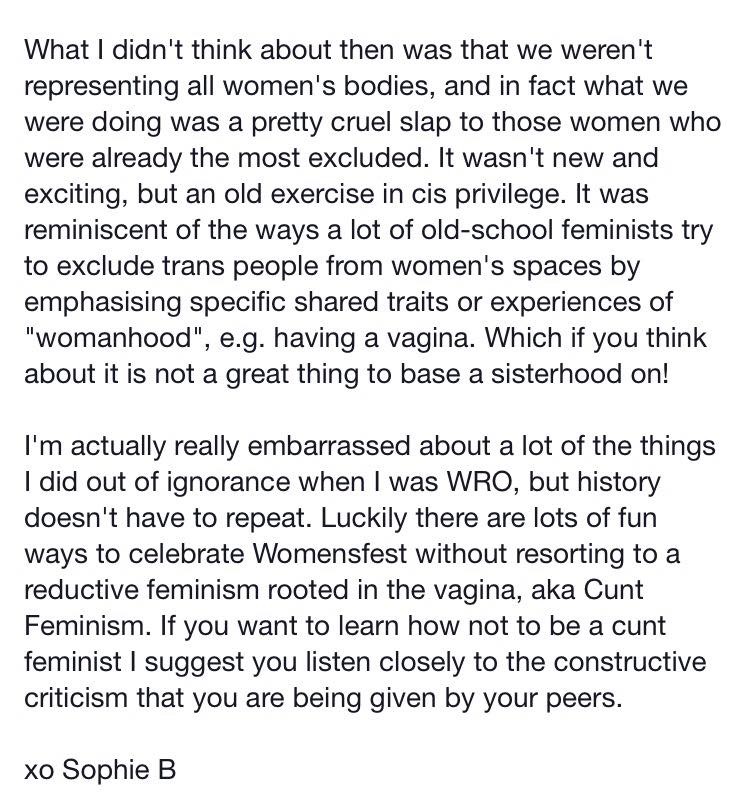 What I didn't think about then was that we weren't
representing all women's bodies, and in fact what we
were doing was a pretty cruel slap to those women who
were already the most excluded. It wasn't new and
exciting, but an old exercise in cis privilege. It was
reminiscent of the ways a lot of old-school feminists try
to exclude trans people from women's spaces by
emphasising specific shared traits or experiences of
"womanhood", e.g. having a vagina. Which if you think
about it is not a great thing to base a sisterhood on!

I'm actually really embarrassed about a lot of the things
I did out of ignorance when I was WRO, but history
doesn't have to repeat. Luckily there are lots of fun
ways to celebrate Womensfest without resorting to a
reductive feminism rooted in the vagina, aka Cunt
Feminism. If you want to learn how not to be a cunt
feminist I suggest you listen closely to the constructive
criticism that you are being given by your peers.

xo Sophie B